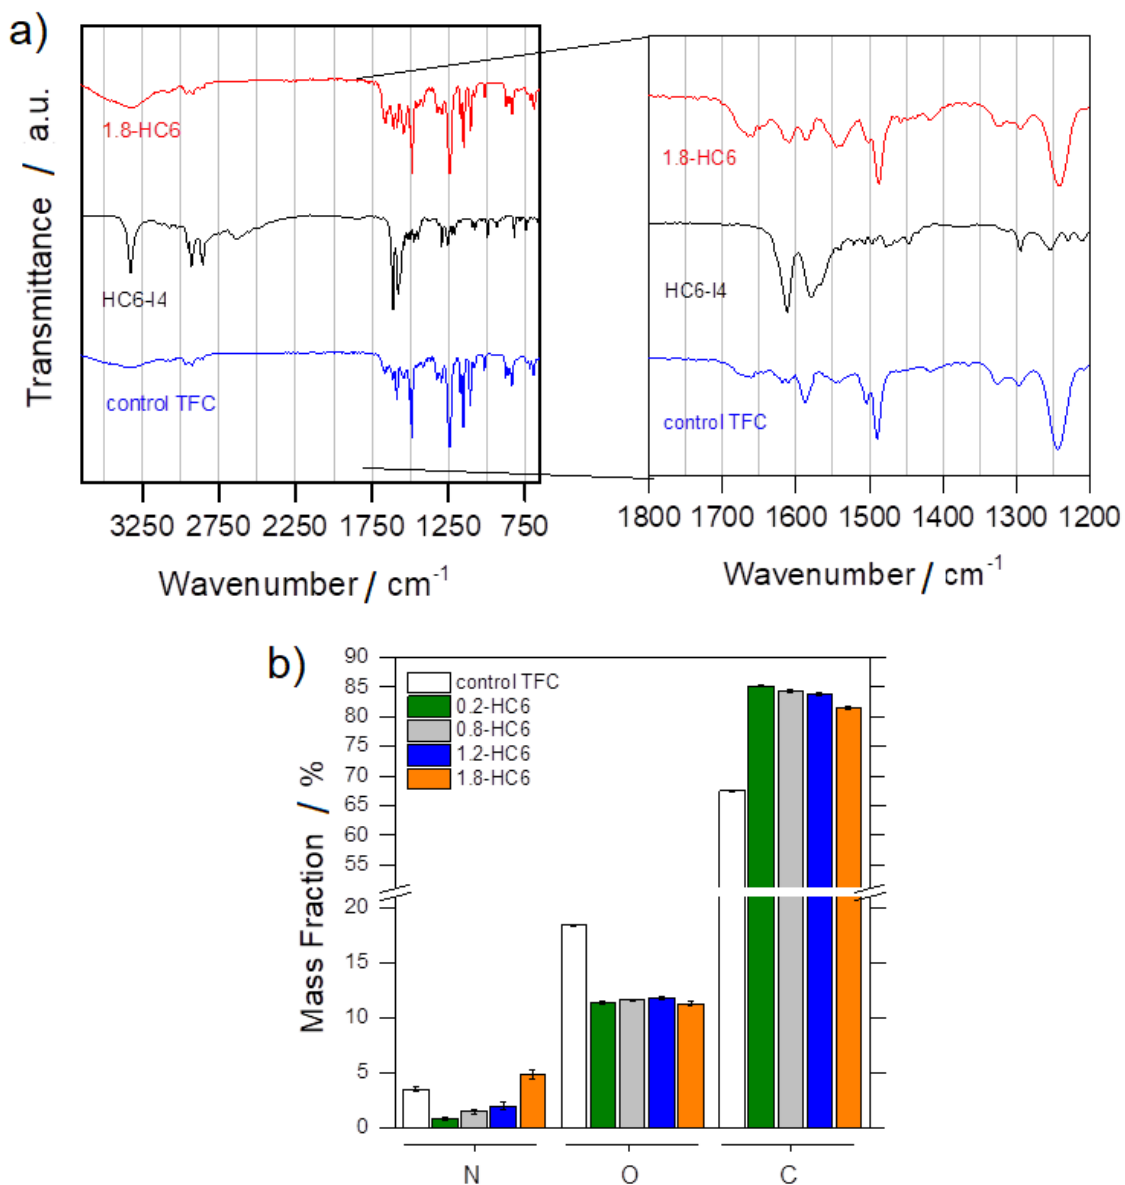 a)
Transmittance / a.u.
1.8-HC6
HC6-I4
control TFC
3250 2750 2250 1750 1250 750
Wavenumber / cm⁻¹
1.8-HC6
HC6-I4
control TFC
1800 1700 1600 1500 1400 1300 1200
Wavenumber / cm⁻¹
b)
Mass Fraction / %
90
85
80
75
70
65
60
55
20
15
10
5
0
control TFC
0.2-HC6
0.8-HC6
1.2-HC6
1.8-HC6
N O C